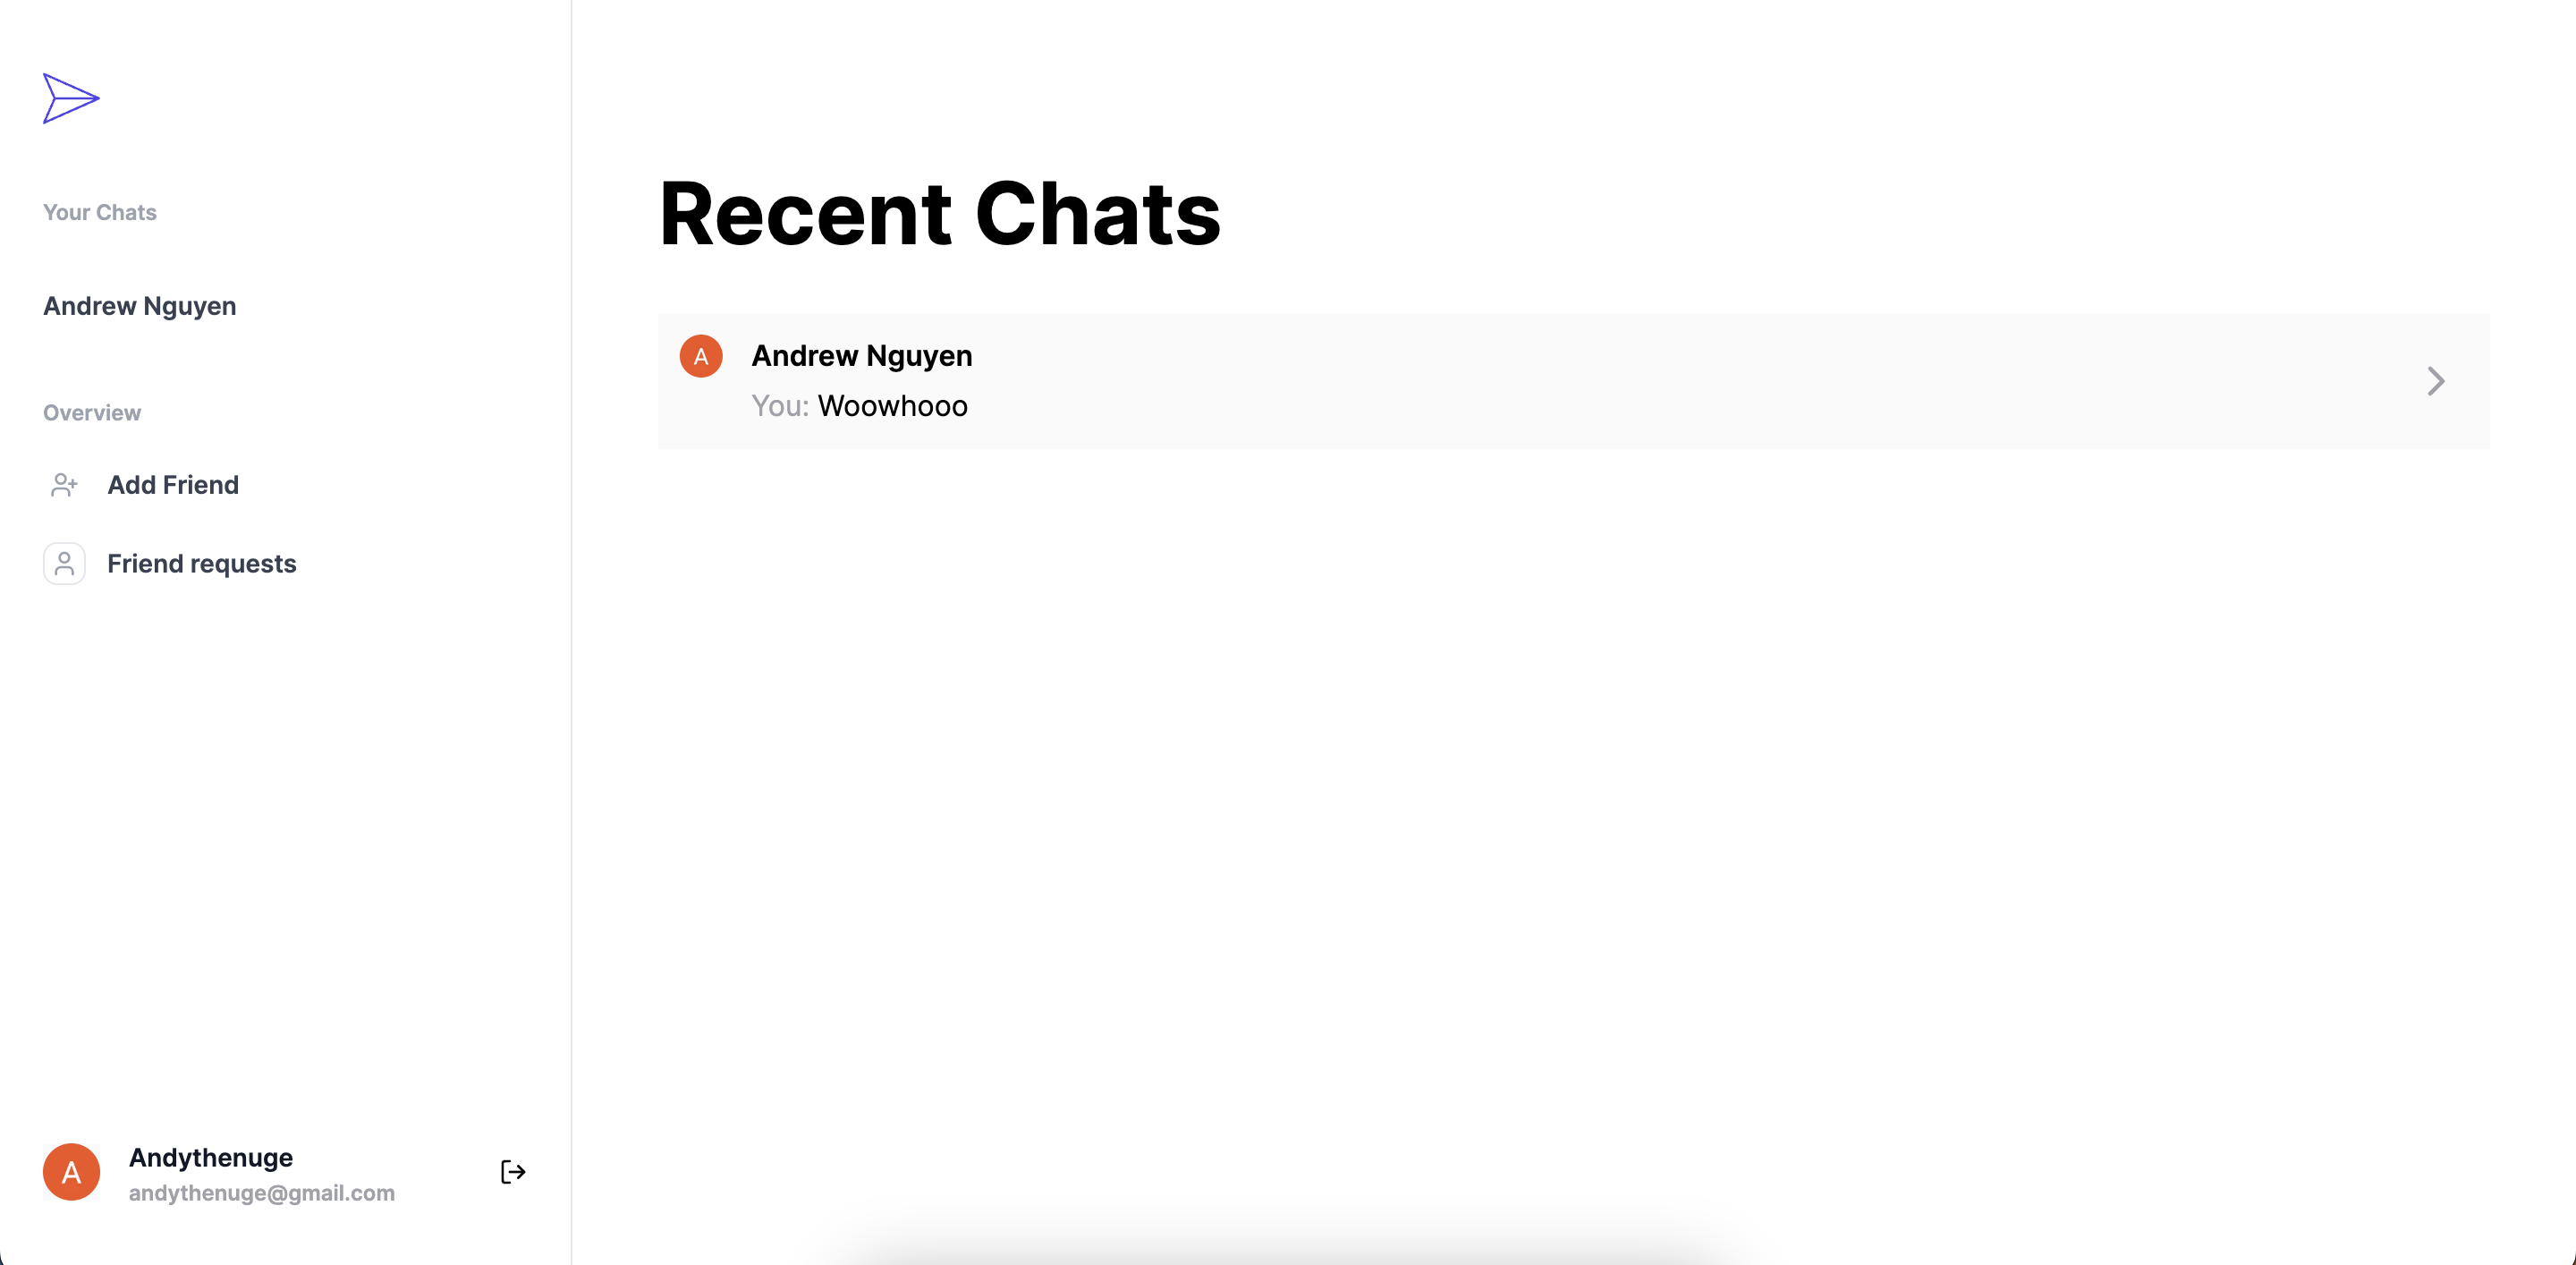 Your Chats
Andrew Nguyen
Overview
Add Friend
Friend requests
A
Andythenuge
andythenuge@gmail.com
Recent Chats
A
Andrew Nguyen
You: Woowhooo